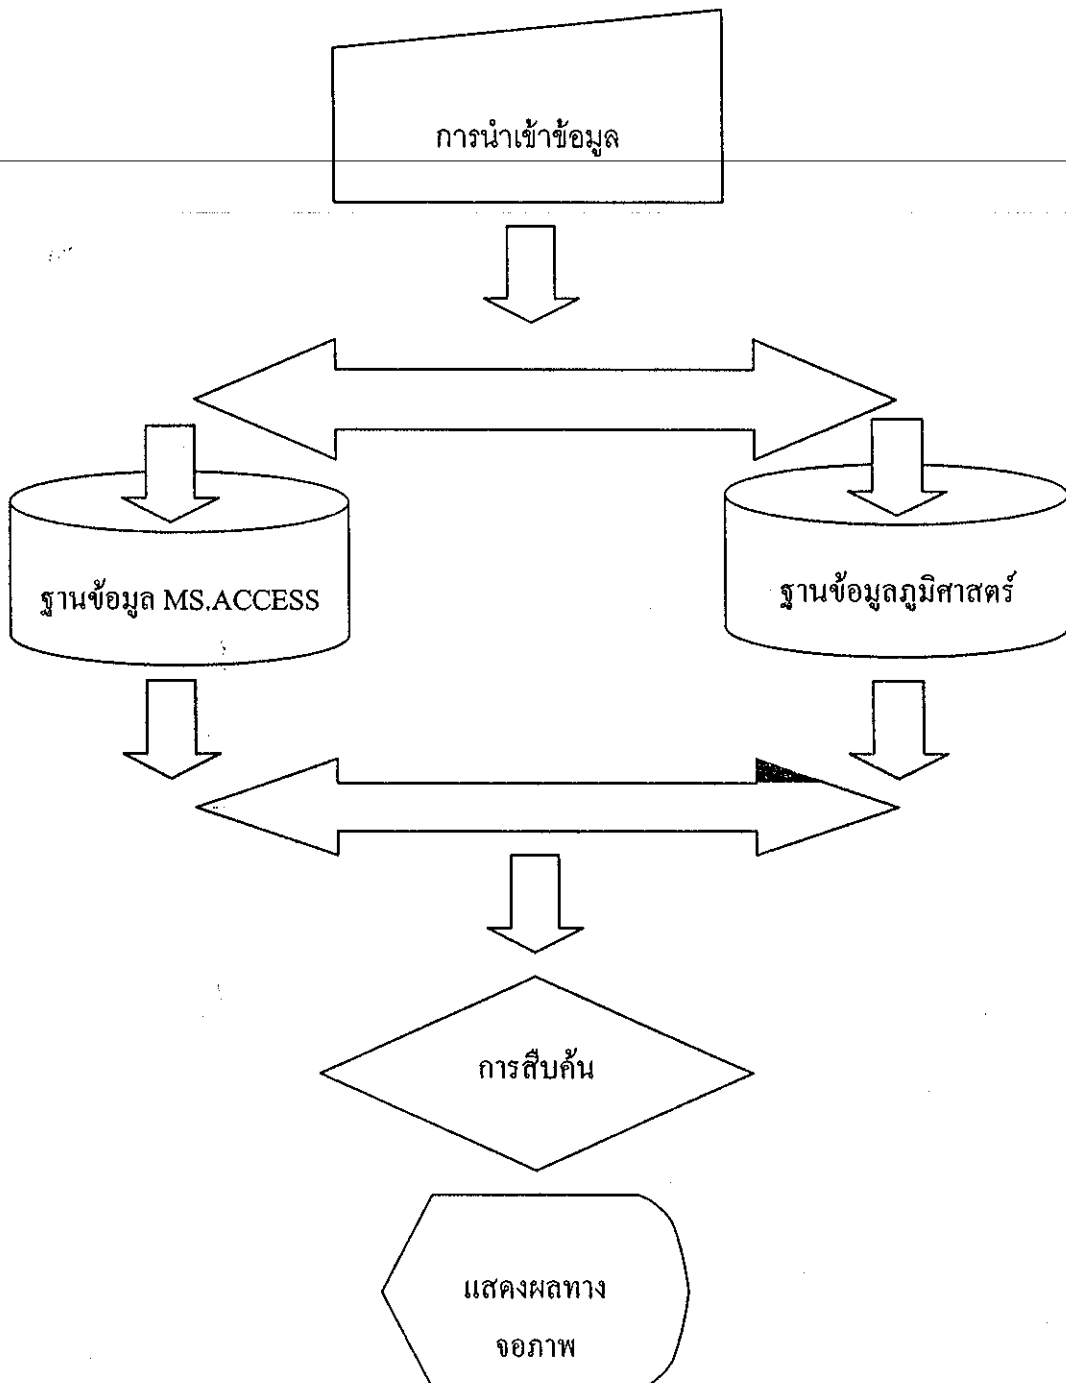 การนำเข้าข้อมูล
ฐานข้อมูล MS.ACCESS
ฐานข้อมูลภูมิศาสตร์
การสืบค้น
แสดงผลทาง
จอภาพ